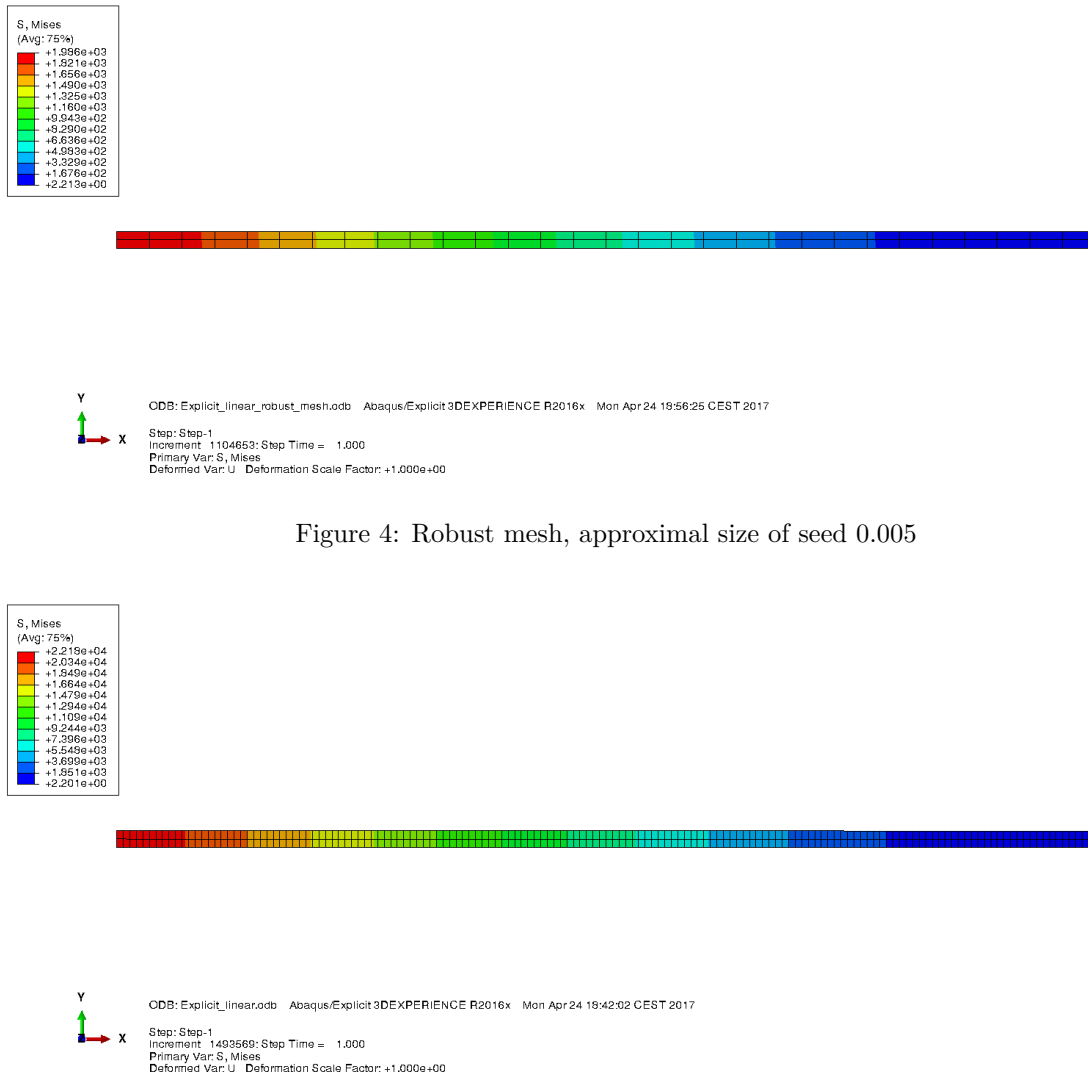 S, Mises
(Avg: 75%)
+1.986e+03
+1.821e+03
+1.656e+03
+1.490e+03
+1.325e+03
+1.160e+03
+9.943e+02
+8.290e+02
+6.636e+02
+4.983e+02
+3.329e+02
+1.676e+02
+2.213e+00
Y
X
ODB: Explicit_linear_robust_mesh.odb Abaqus/Explicit 3DEXPERIENCE R2016x Mon Apr 24 18:56:25 CEST 2017
Step: Step-1
Increment 1104653: Step Time = 1.000
Primary Var: S, Mises
Deformed Var: U Deformation Scale Factor: +1.000e+00
Figure 4: Robust mesh, approximal size of seed 0.005
S, Mises
(Avg: 75%)
+2.218e+04
+2.034e+04
+1.849e+04
+1.664e+04
+1.479e+04
+1.294e+04
+1.109e+04
+9.244e+03
+7.396e+03
+5.548e+03
+3.699e+03
+1.851e+03
+2.201e+00
Y
X
ODB: Explicit_linear.odb Abaqus/Explicit 3DEXPERIENCE R2016x Mon Apr 24 18:42:02 CEST 2017
Step: Step-1
Increment 1493569: Step Time = 1.000
Primary Var: S, Mises
Deformed Var: U Deformation Scale Factor: +1.000e+00